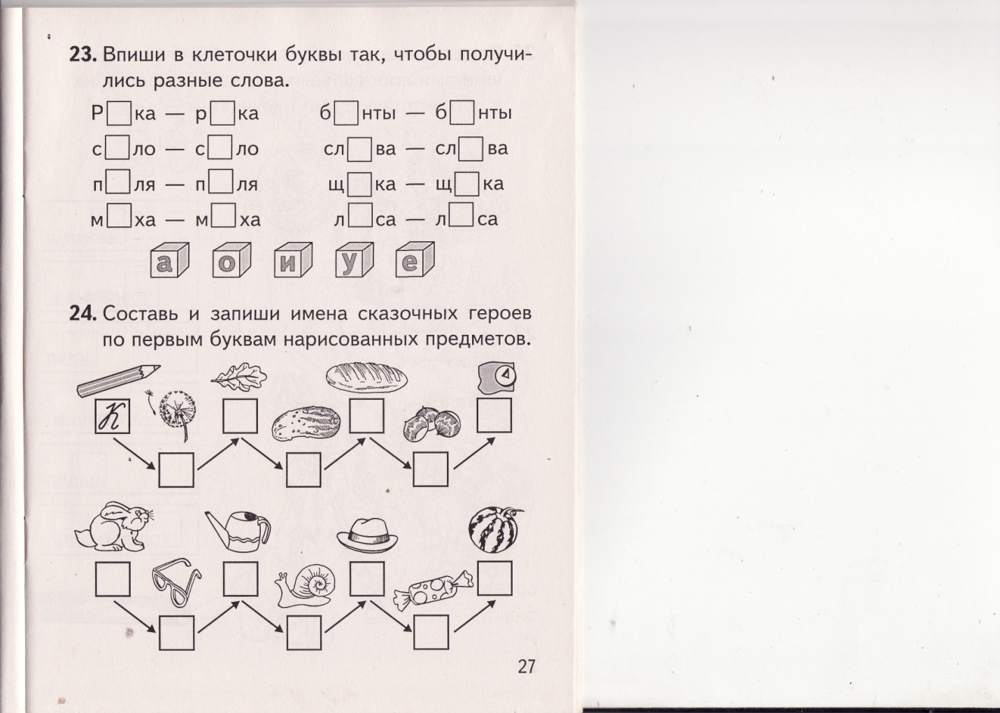 23. Впиши в клеточки буквы так, чтобы получи-
лись разные слова.
Р□ка — р□ка б□нты — б□нты
с□ло — с□ло сл□ва — сл□ва
п□ля — п□ля щ□ка — щ□ка
м□ха — м□ха л□са — л□са
а о и у е
24. Составь и запиши имена сказочных героев
по первым буквам нарисованных предметов.
К
27